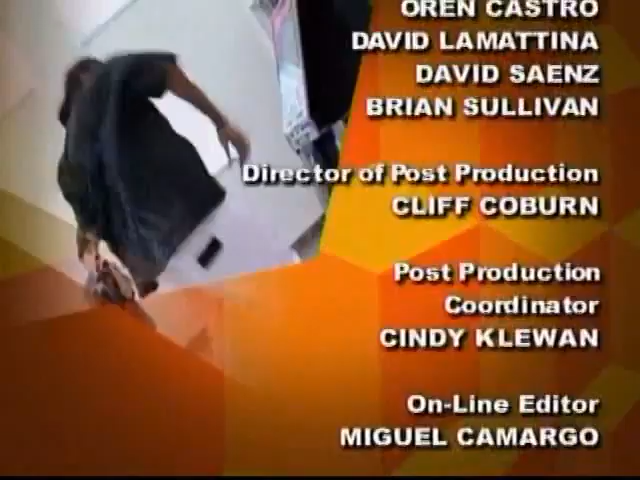 OREN CASTRO
DAVID LAMATTINA
DAVID SAENZ
BRIAN SULLIVAN
Director of Post Production
CLIFF COBURN
Post Production
Coordinator
CINDY KLEWAN
On-Line Editor
MIGUEL CAMARGO